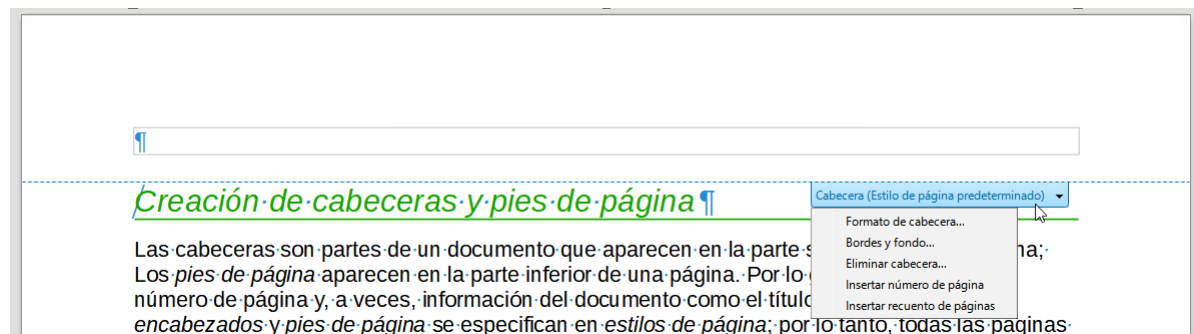 ¶
Creación·de·cabeceras·y·pies·de·página¶
Cabecera (Estilo de página predeterminado)
Formato de cabecera...
Bordes y fondo...
Eliminar cabecera...
Insertar número de página
Insertar recuento de páginas
Las·cabeceras·son·partes·de·un·documento·que·aparecen·en·la·parte· na;·
Los·pies·de·página·aparecen·en·la·parte·inferior·de·una·página.·Por·lo·
número·de·página·y,·a·veces,·información·del·documento·como·el·título
encabezados·y·pies·de·página·se·especifican·en·estilos·de·página;·por·lo·tanto,·todas·las·páginas·